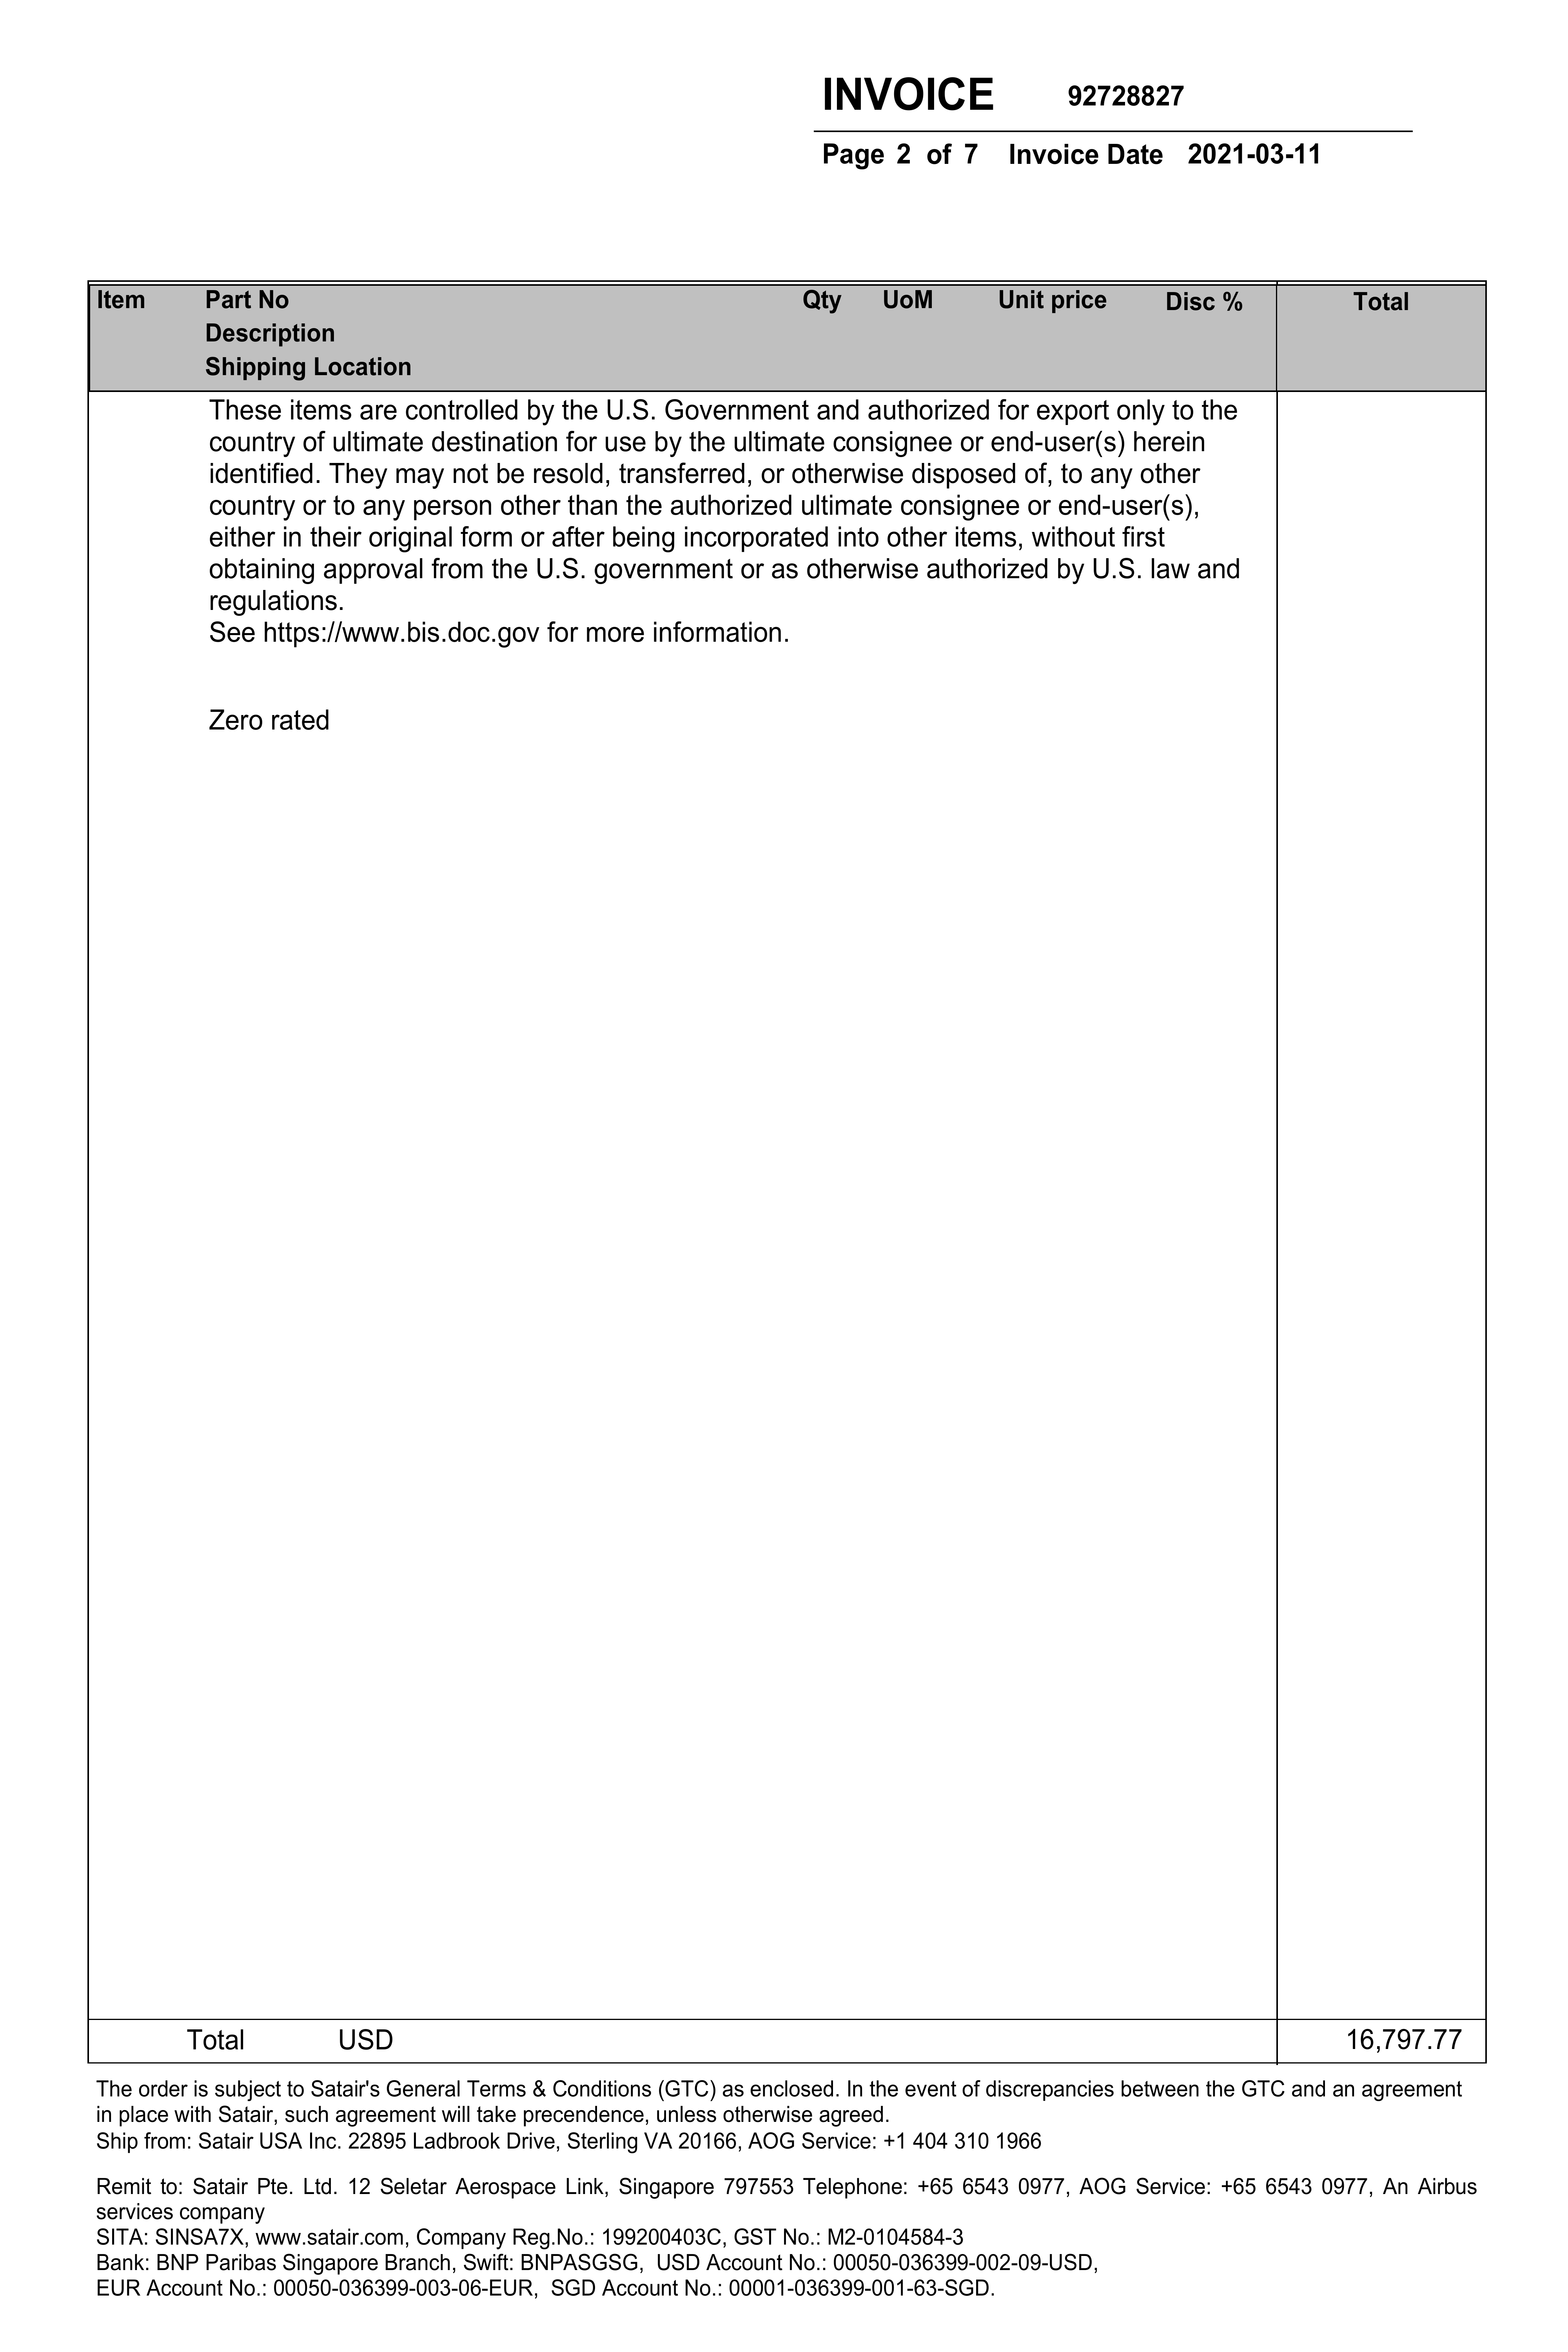 INVOICE 92728827
Page 2 of 7 Invoice Date 2021-03-11
Item Part No Qty UoM Unit price Disc % Total
Description
Shipping Location
These items are controlled by the U.S. Government and authorized for export only to the
country of ultimate destination for use by the ultimate consignee or end-user(s) herein
identified. They may not be resold, transferred, or otherwise disposed of, to any other
country or to any person other than the authorized ultimate consignee or end-user(s),
either in their original form or after being incorporated into other items, without first
obtaining approval from the U.S. government or as otherwise authorized by U.S. law and
regulations.
See https://www.bis.doc.gov for more information.
Zero rated
Total USD 16,797.77
The order is subject to Satair's General Terms & Conditions (GTC) as enclosed. In the event of discrepancies between the GTC and an agreement
in place with Satair, such agreement will take precendence, unless otherwise agreed.
Ship from: Satair USA Inc. 22895 Ladbrook Drive, Sterling VA 20166, AOG Service: +1 404 310 1966
Remit to: Satair Pte. Ltd. 12 Seletar Aerospace Link, Singapore 797553 Telephone: +65 6543 0977, AOG Service: +65 6543 0977, An Airbus
services company
SITA: SINSA7X, www.satair.com, Company Reg.No.: 199200403C, GST No.: M2-0104584-3
Bank: BNP Paribas Singapore Branch, Swift: BNPASGSG, USD Account No.: 00050-036399-002-09-USD,
EUR Account No.: 00050-036399-003-06-EUR, SGD Account No.: 00001-036399-001-63-SGD.